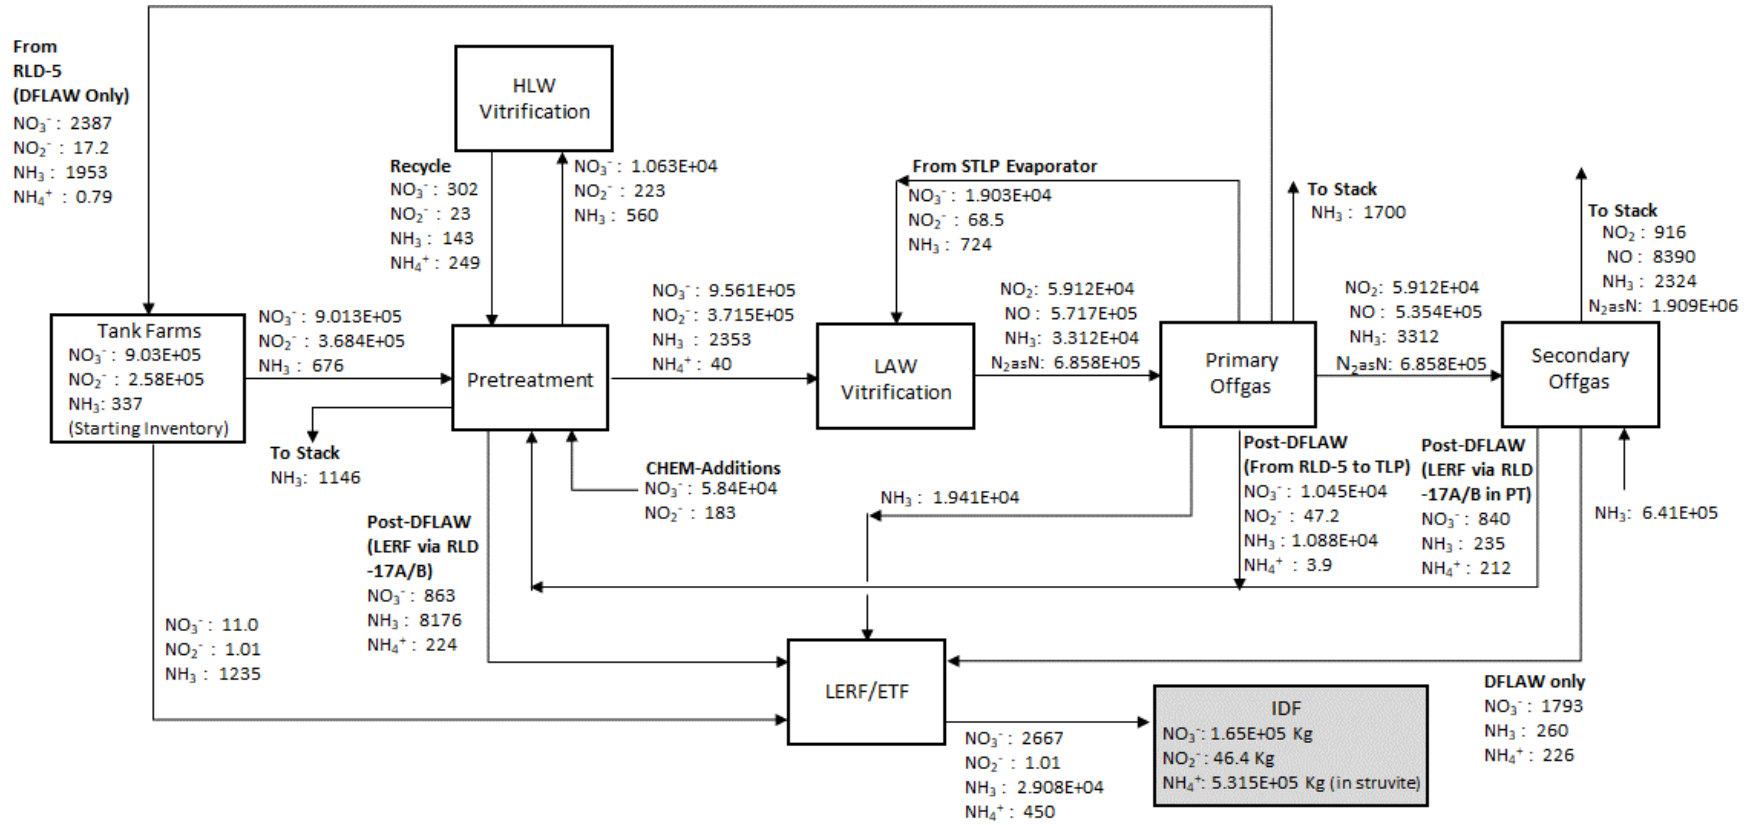 From
RLD-5
(DFLAW Only)
NO₃⁻ : 2387
NO₂⁻ : 17.2
NH₃ : 1953
NH₄⁺ : 0.79
HLW
Vitrification
Recycle
NO₃⁻ : 302
NO₂⁻ : 23
NH₃ : 143
NH₄⁺ : 249
NO₃⁻ : 1.063E+04
NO₂⁻ : 223
NH₃ : 560
From STLP Evaporator
NO₃⁻ : 1.903E+04
NO₂⁻ : 68.5
NH₃ : 724
To Stack
NH₃ : 1700
To Stack
NO₂ : 916
NO : 8390
NH₃ : 2324
N₂asN : 1.909E+06
Tank Farms
NO₃⁻ : 9.03E+05
NO₂⁻ : 2.58E+05
NH₃: 337
(Starting Inventory)
NO₃⁻ : 9.013E+05
NO₂⁻ : 3.684E+05
NH₃ : 676
Pretreatment
NO₃⁻ : 9.561E+05
NO₂⁻ : 3.715E+05
NH₃ : 2353
NH₄⁺ : 40
LAW
Vitrification
NO₂: 5.912E+04
NO : 5.717E+05
NH₃ : 3.312E+04
N₂asN: 6.858E+05
Primary
Offgas
NO₂: 5.912E+04
NO : 5.354E+05
NH₃: 3312
N₂asN: 6.858E+05
Secondary
Offgas
To Stack
NH₃: 1146
CHEM-Additions
NO₃⁻ : 5.84E+04
NO₂⁻ : 183
NH₃ : 1.941E+04
Post-DFLAW
(From RLD-5 to TLP)
NO₃⁻ : 1.045E+04
NO₂⁻ : 47.2
NH₃ : 1.088E+04
NH₄⁺ : 3.9
Post-DFLAW
(LERF via RLD
-17A/B in PT)
NO₃⁻ : 840
NH₃ : 235
NH₄⁺ : 212
NH₃: 6.41E+05
Post-DFLAW
(LERF via RLD
-17A/B)
NO₃⁻ : 863
NH₃ : 8176
NH₄⁺ : 224
NO₃⁻ : 11.0
NO₂⁻ : 1.01
NH₃ : 1235
LERF/ETF
NO₃⁻ : 2667
NO₂⁻ : 1.01
NH₃ : 2.908E+04
NH₄⁺ : 450
IDF
NO₃⁻: 1.65E+05 Kg
NO₂⁻ : 46.4 Kg
NH₄⁺: 5.315E+05 Kg (in struvite)
DFLAW only
NO₃⁻ : 1793
NH₃ : 260
NH₄⁺ : 226